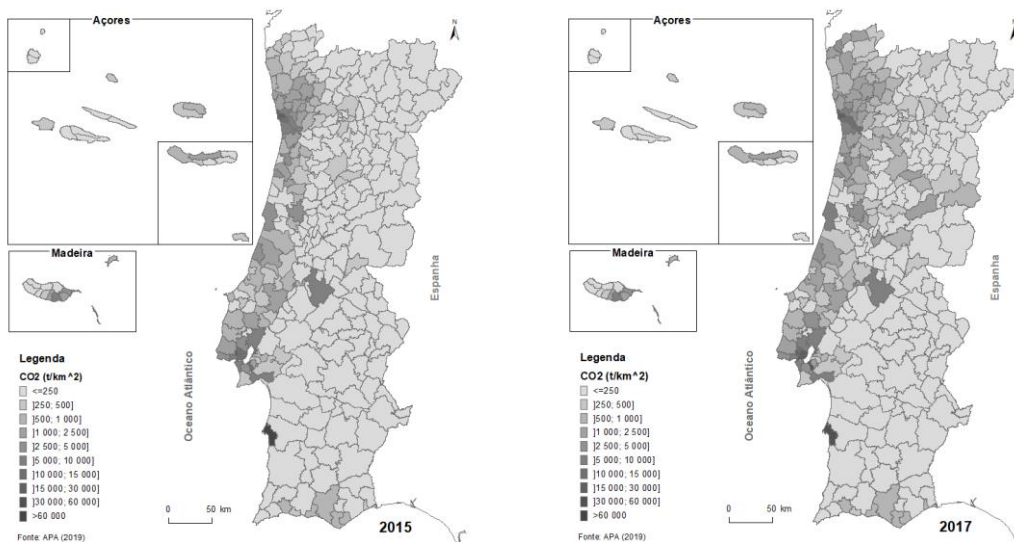 Açores
N
Madeira
Espanha
Oceano Atlântico
Legenda
CO2 (t/km^2)
<=250
]250; 500]
]500; 1 000]
]1 000; 2 500]
]2 500; 5 000]
]5 000; 10 000]
]10 000; 15 000]
]15 000; 30 000]
]30 000; 60 000]
>60 000
0 50 km
2015
Fonte: APA (2019)
Açores
N
Madeira
Espanha
Oceano Atlântico
Legenda
CO2 (t/km^2)
<=250
]250; 500]
]500; 1 000]
]1 000; 2 500]
]2 500; 5 000]
]5 000; 10 000]
]10 000; 15 000]
]15 000; 30 000]
]30 000; 60 000]
>60 000
0 50 km
2017
Fonte: APA (2019)